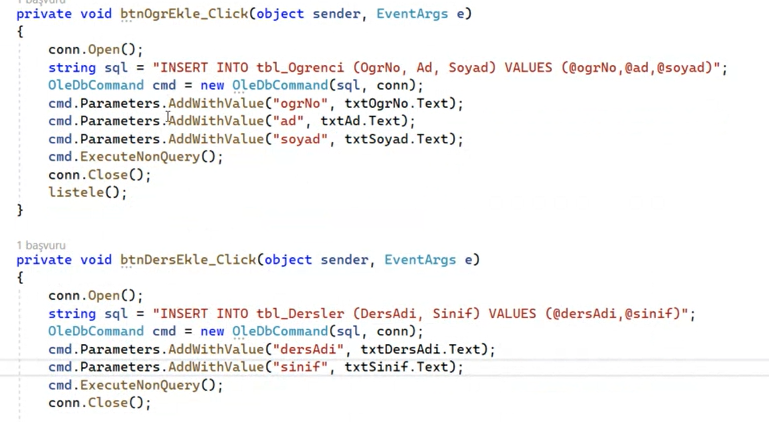 1 başvuru
private void btnOgrEkle_Click(object sender, EventArgs e)
{
conn.Open();
string sql = "INSERT INTO tbl_Ogrenci (OgrNo, Ad, Soyad) VALUES (@ogrNo,@ad,@soyad)";
OleDbCommand cmd = new OleDbCommand(sql, conn);
cmd.Parameters.AddWithValue("ogrNo", txtOgrNo.Text);
cmd.Parameters.AddWithValue("ad", txtAd.Text);
cmd.Parameters.AddWithValue("soyad", txtSoyad.Text);
cmd.ExecuteNonQuery();
conn.Close();
listele();
}
1 başvuru
private void btnDersEkle_Click(object sender, EventArgs e)
{
conn.Open();
string sql = "INSERT INTO tbl_Dersler (DersAdi, Sinif) VALUES (@dersAdi,@sinif)";
OleDbCommand cmd = new OleDbCommand(sql, conn);
cmd.Parameters.AddWithValue("dersAdi", txtDersAdi.Text);
cmd.Parameters.AddWithValue("sinif", txtSinif.Text);
cmd.ExecuteNonQuery();
conn.Close();